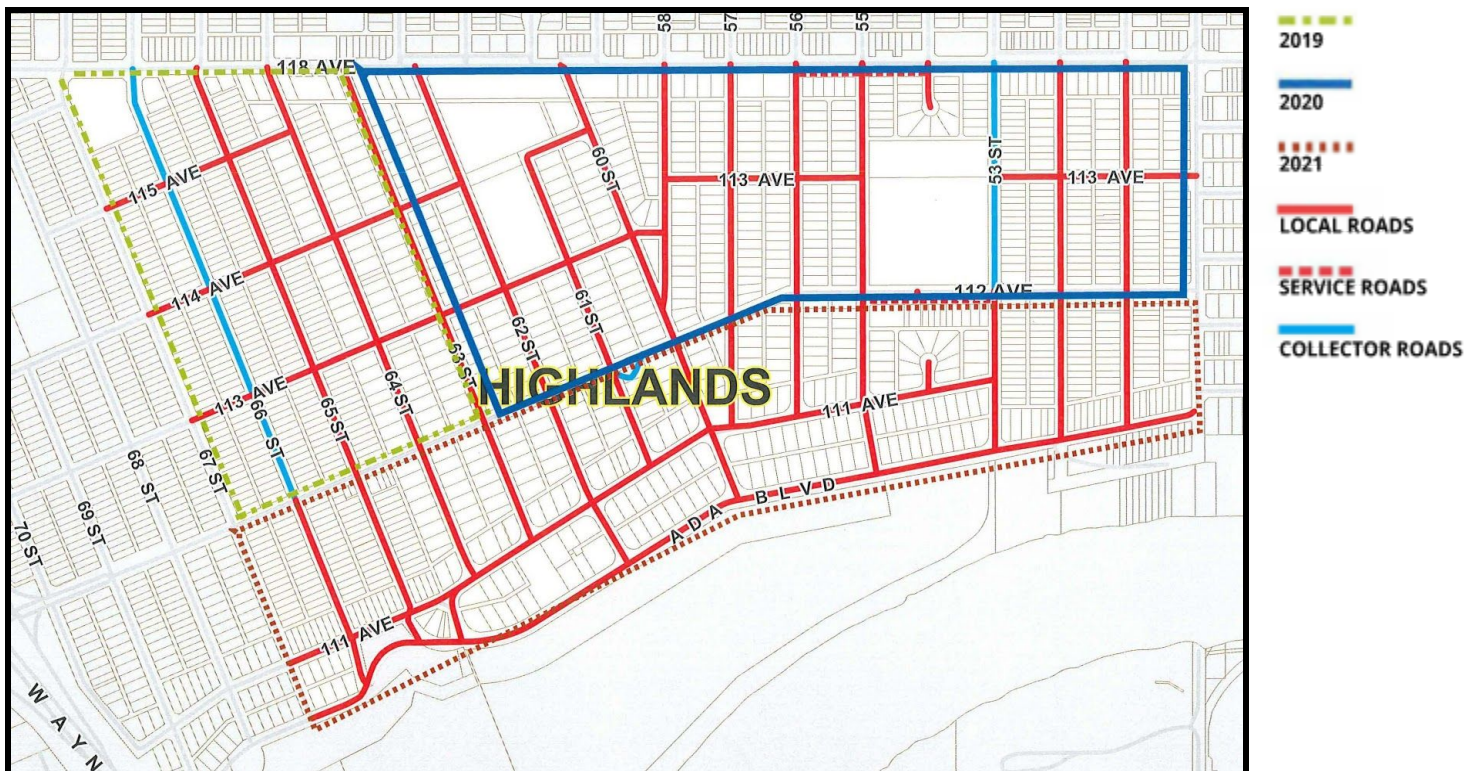 58
57
56
55
118 AVE
2019
2020
2021
LOCAL ROADS
SERVICE ROADS
COLLECTOR ROADS
60 ST
53 ST
115 AVE
113 AVE
113 AVE
114 AVE
112 AVE
61 ST
62 ST
63 ST
64 ST
65 ST
66 ST
67 ST
68 ST
69 ST
70 ST
113 AVE
HIGHLANDS
111 AVE
ADA BLVD
111 AVE
WAYN